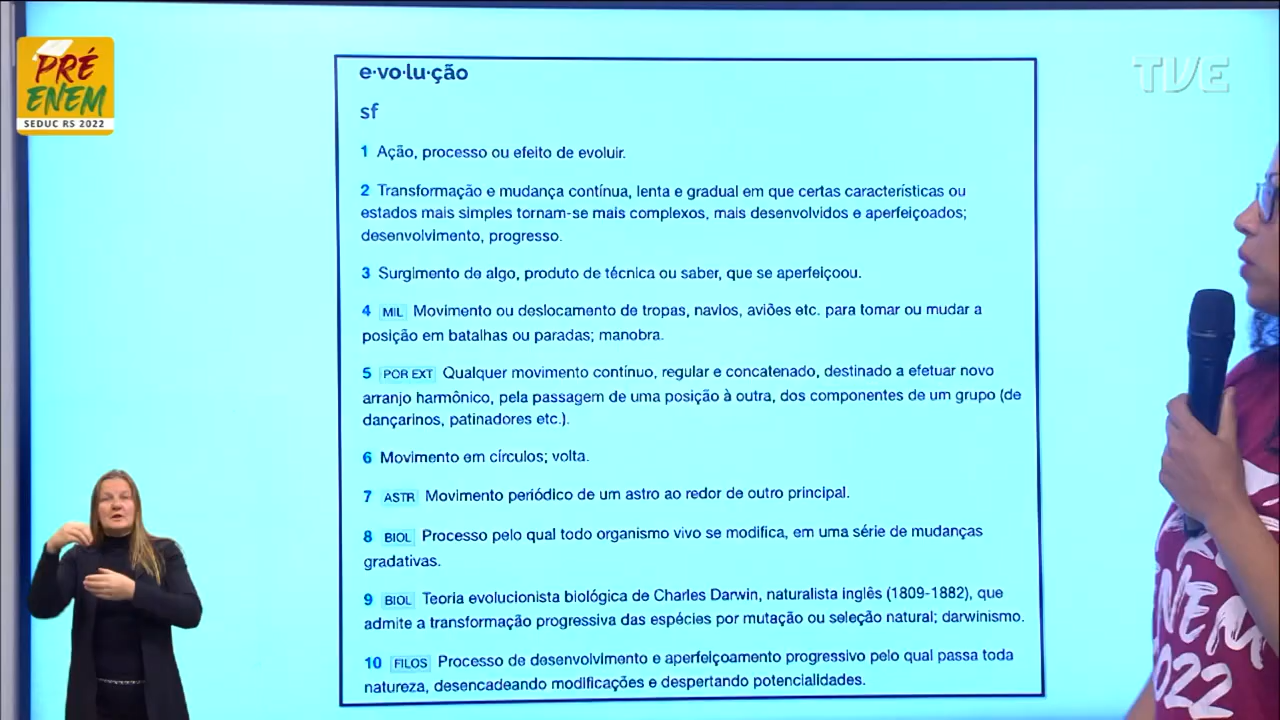 PRÉ
ENEM
SEDUC RS 2022
TVE
e·vo·lu·ção
sf
1 Ação, processo ou efeito de evoluir.
2 Transformação e mudança contínua, lenta e gradual em que certas características ou
estados mais simples tornam-se mais complexos, mais desenvolvidos e aperfeiçoados;
desenvolvimento, progresso.
3 Surgimento de algo, produto de técnica ou saber, que se aperfeiçoou.
4 MIL Movimento ou deslocamento de tropas, navios, aviões etc. para tomar ou mudar a
posição em batalhas ou paradas; manobra.
5 POR EXT Qualquer movimento contínuo, regular e concatenado, destinado a efetuar novo
arranjo harmônico, pela passagem de uma posição à outra, dos componentes de um grupo (de
dançarinos, patinadores etc.).
6 Movimento em círculos; volta.
7 ASTR Movimento periódico de um astro ao redor de outro principal.
8 BIOL Processo pelo qual todo organismo vivo se modifica, em uma série de mudanças
gradativas.
9 BIOL Teoria evolucionista biológica de Charles Darwin, naturalista inglês (1809-1882), que
admite a transformação progressiva das espécies por mutação ou seleção natural; darwinismo.
10 FILOS Processo de desenvolvimento e aperfeiçoamento progressivo pelo qual passa toda
natureza, desencadeando modificações e despertando potencialidades.
2022